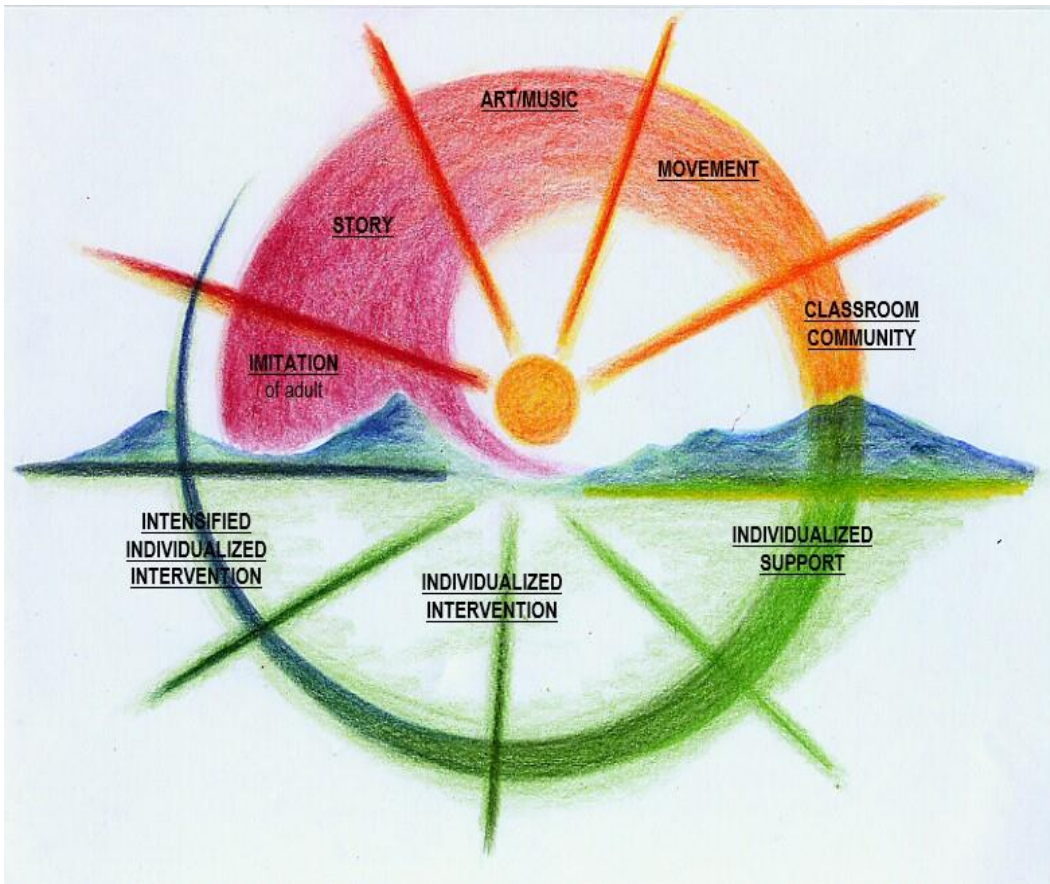 ART/MUSIC
MOVEMENT
STORY
CLASSROOM
COMMUNITY
IMITATION
of adult
INTENSIFIED
INDIVIDUALIZED
INTERVENTION
INDIVIDUALIZED
INTERVENTION
INDIVIDUALIZED
SUPPORT